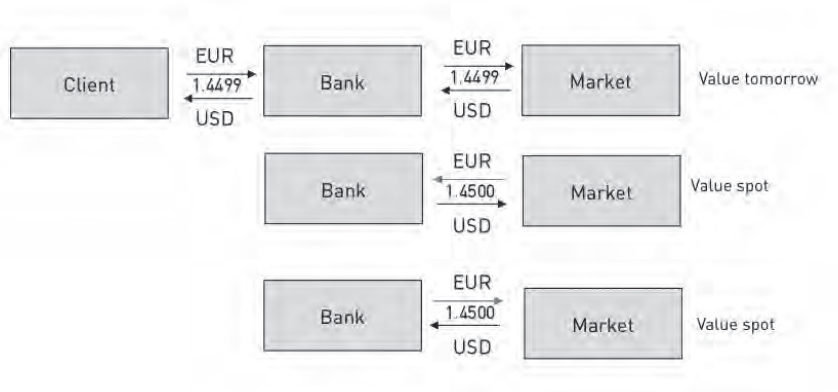 EUR
EUR
Client
1.4499
Bank
1.4499
Market
Value tomorrow
USD
USD
EUR
Bank
1.4500
Market
Value spot
USD
EUR
Bank
1.4500
Market
Value spot
USD